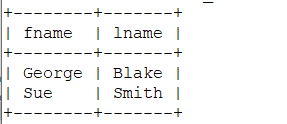 +--------+-------+
| fname  | lname |
+--------+-------+
| George | Blake |
| Sue    | Smith |
+--------+-------+